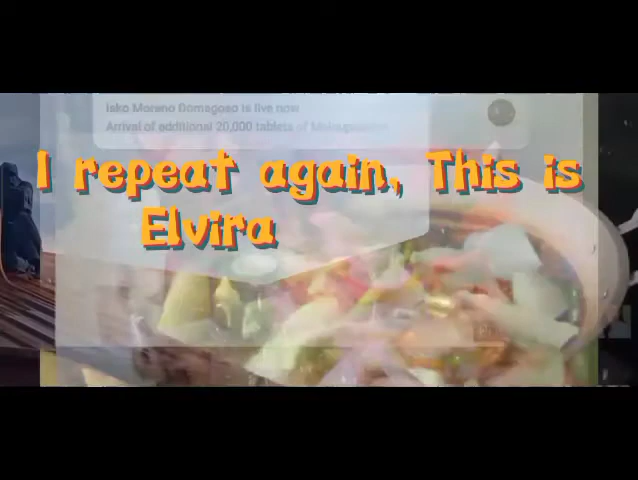 Isko Moreno Domagoso is live now
Arrival of additional 20,000 tablets of
I repeat again, This is
Elvira